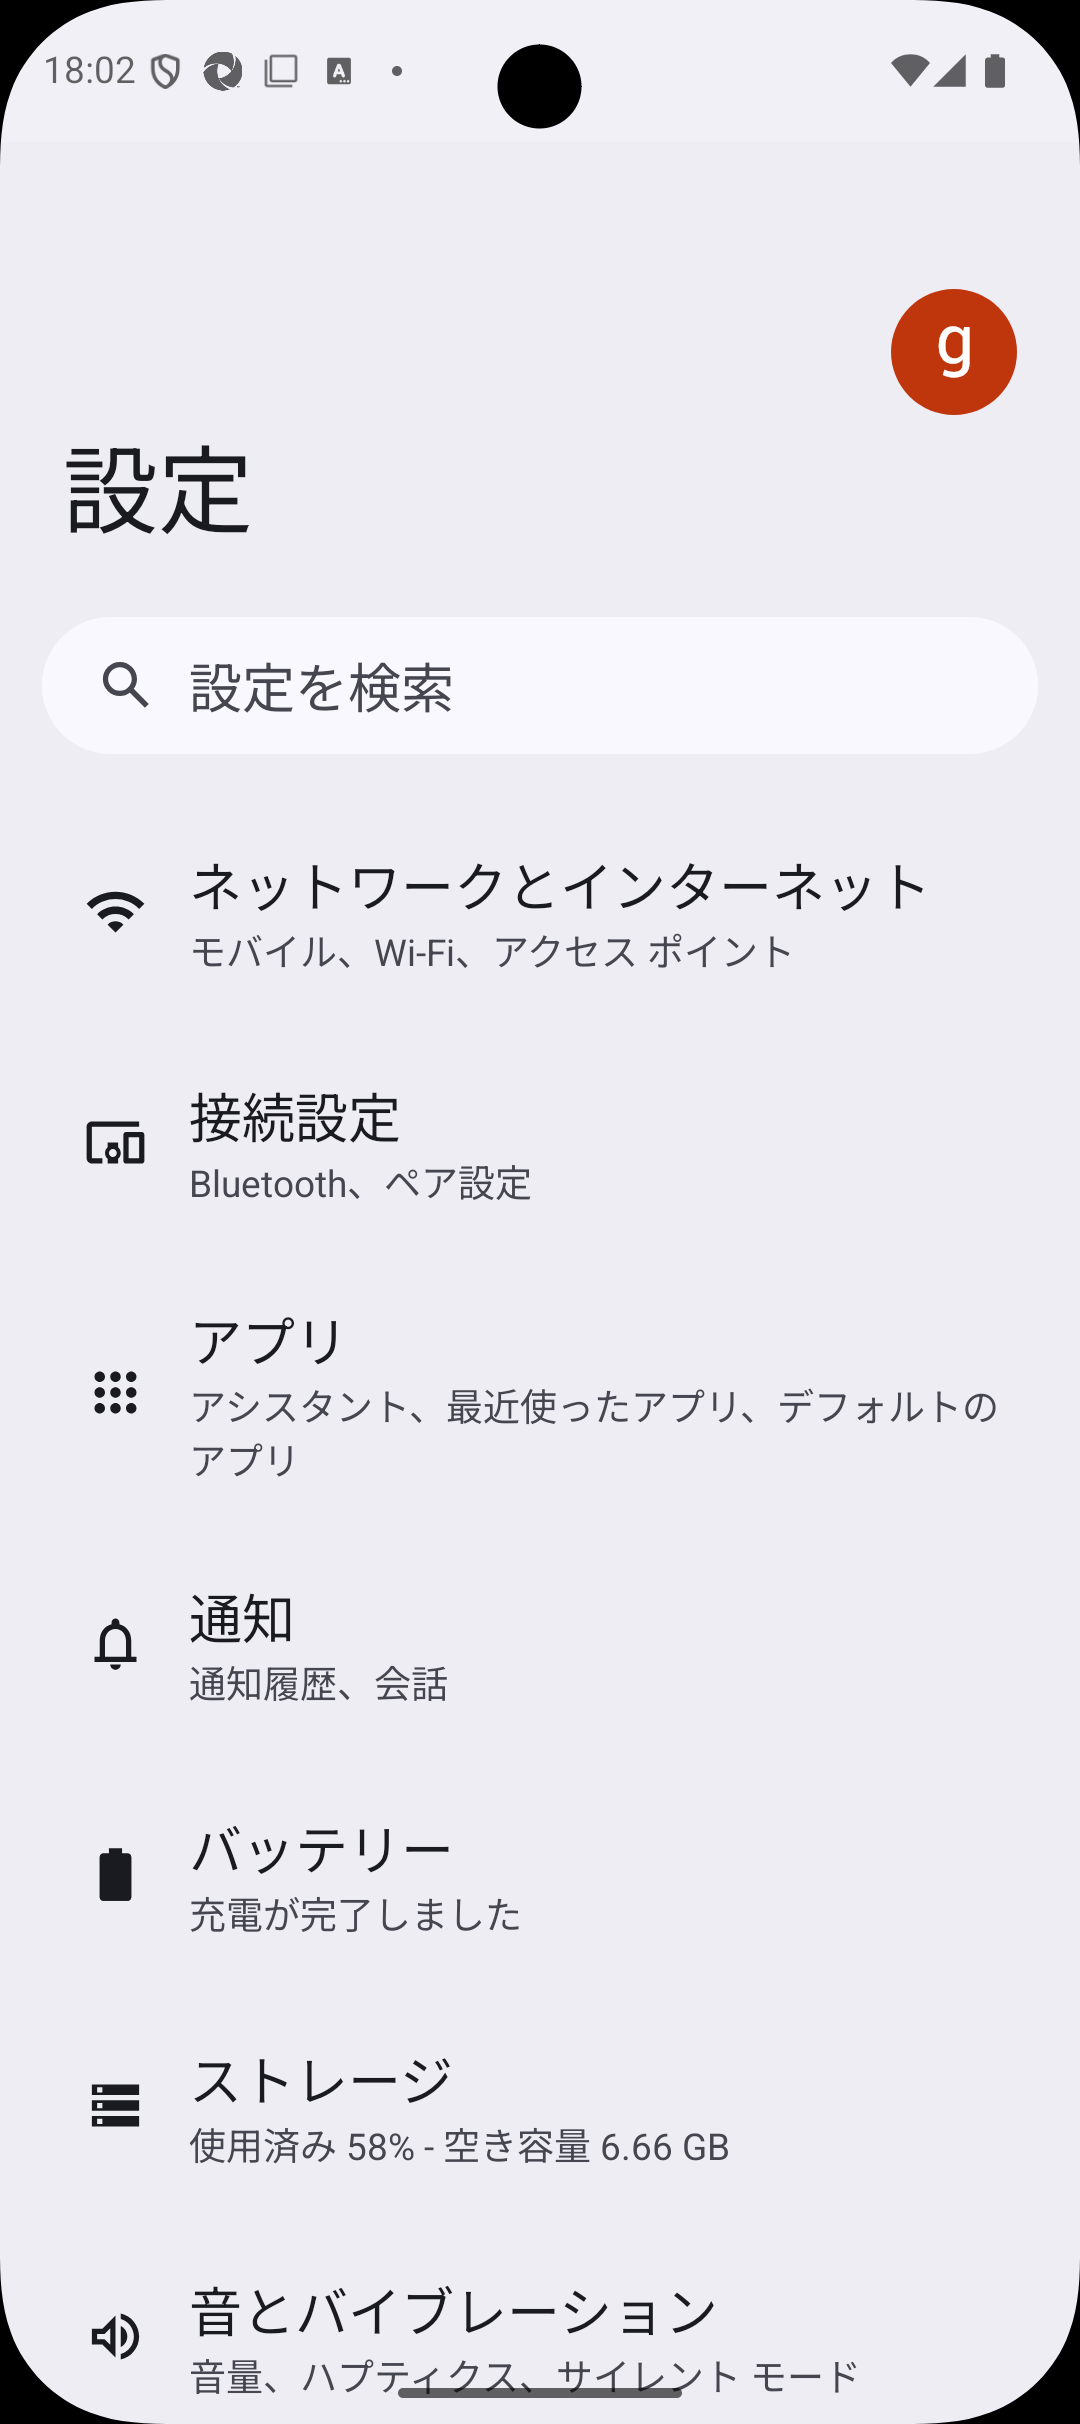 18:02
g
設定
設定を検索
ネットワークとインターネット
モバイル、Wi-Fi、アクセス ポイント
接続設定
Bluetooth、ペア設定
アプリ
アシスタント、最近使ったアプリ、デフォルトの
アプリ
通知
通知履歴、会話
バッテリー
充電が完了しました
ストレージ
使用済み 58% - 空き容量 6.66 GB
音とバイブレーション
音量、ハプティクス、サイレント モード